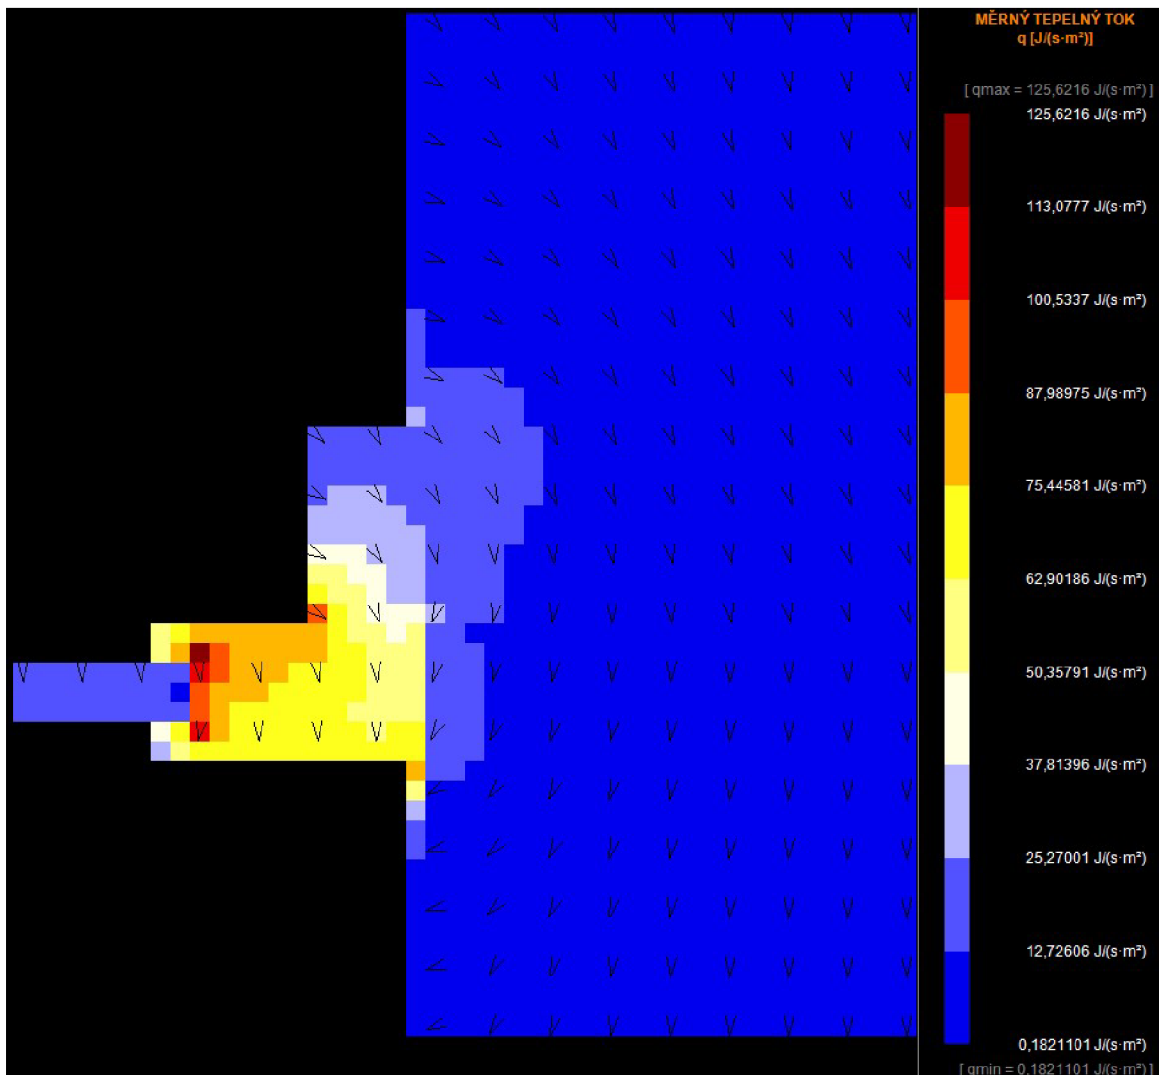 MĚRNÝ TEPELNÝ TOK
q [J/(s·m²)]
[ qmax = 125,6216 J/(s·m²) ]
125,6216 J/(s·m²)
113,0777 J/(s·m²)
100,5337 J/(s·m²)
87,98975 J/(s·m²)
75,44581 J/(s·m²)
62,90186 J/(s·m²)
50,35791 J/(s·m²)
37,81396 J/(s·m²)
25,27001 J/(s·m²)
12,72606 J/(s·m²)
0,1821101 J/(s·m²)
[ qmin = 0,1821101 J/(s·m²) ]